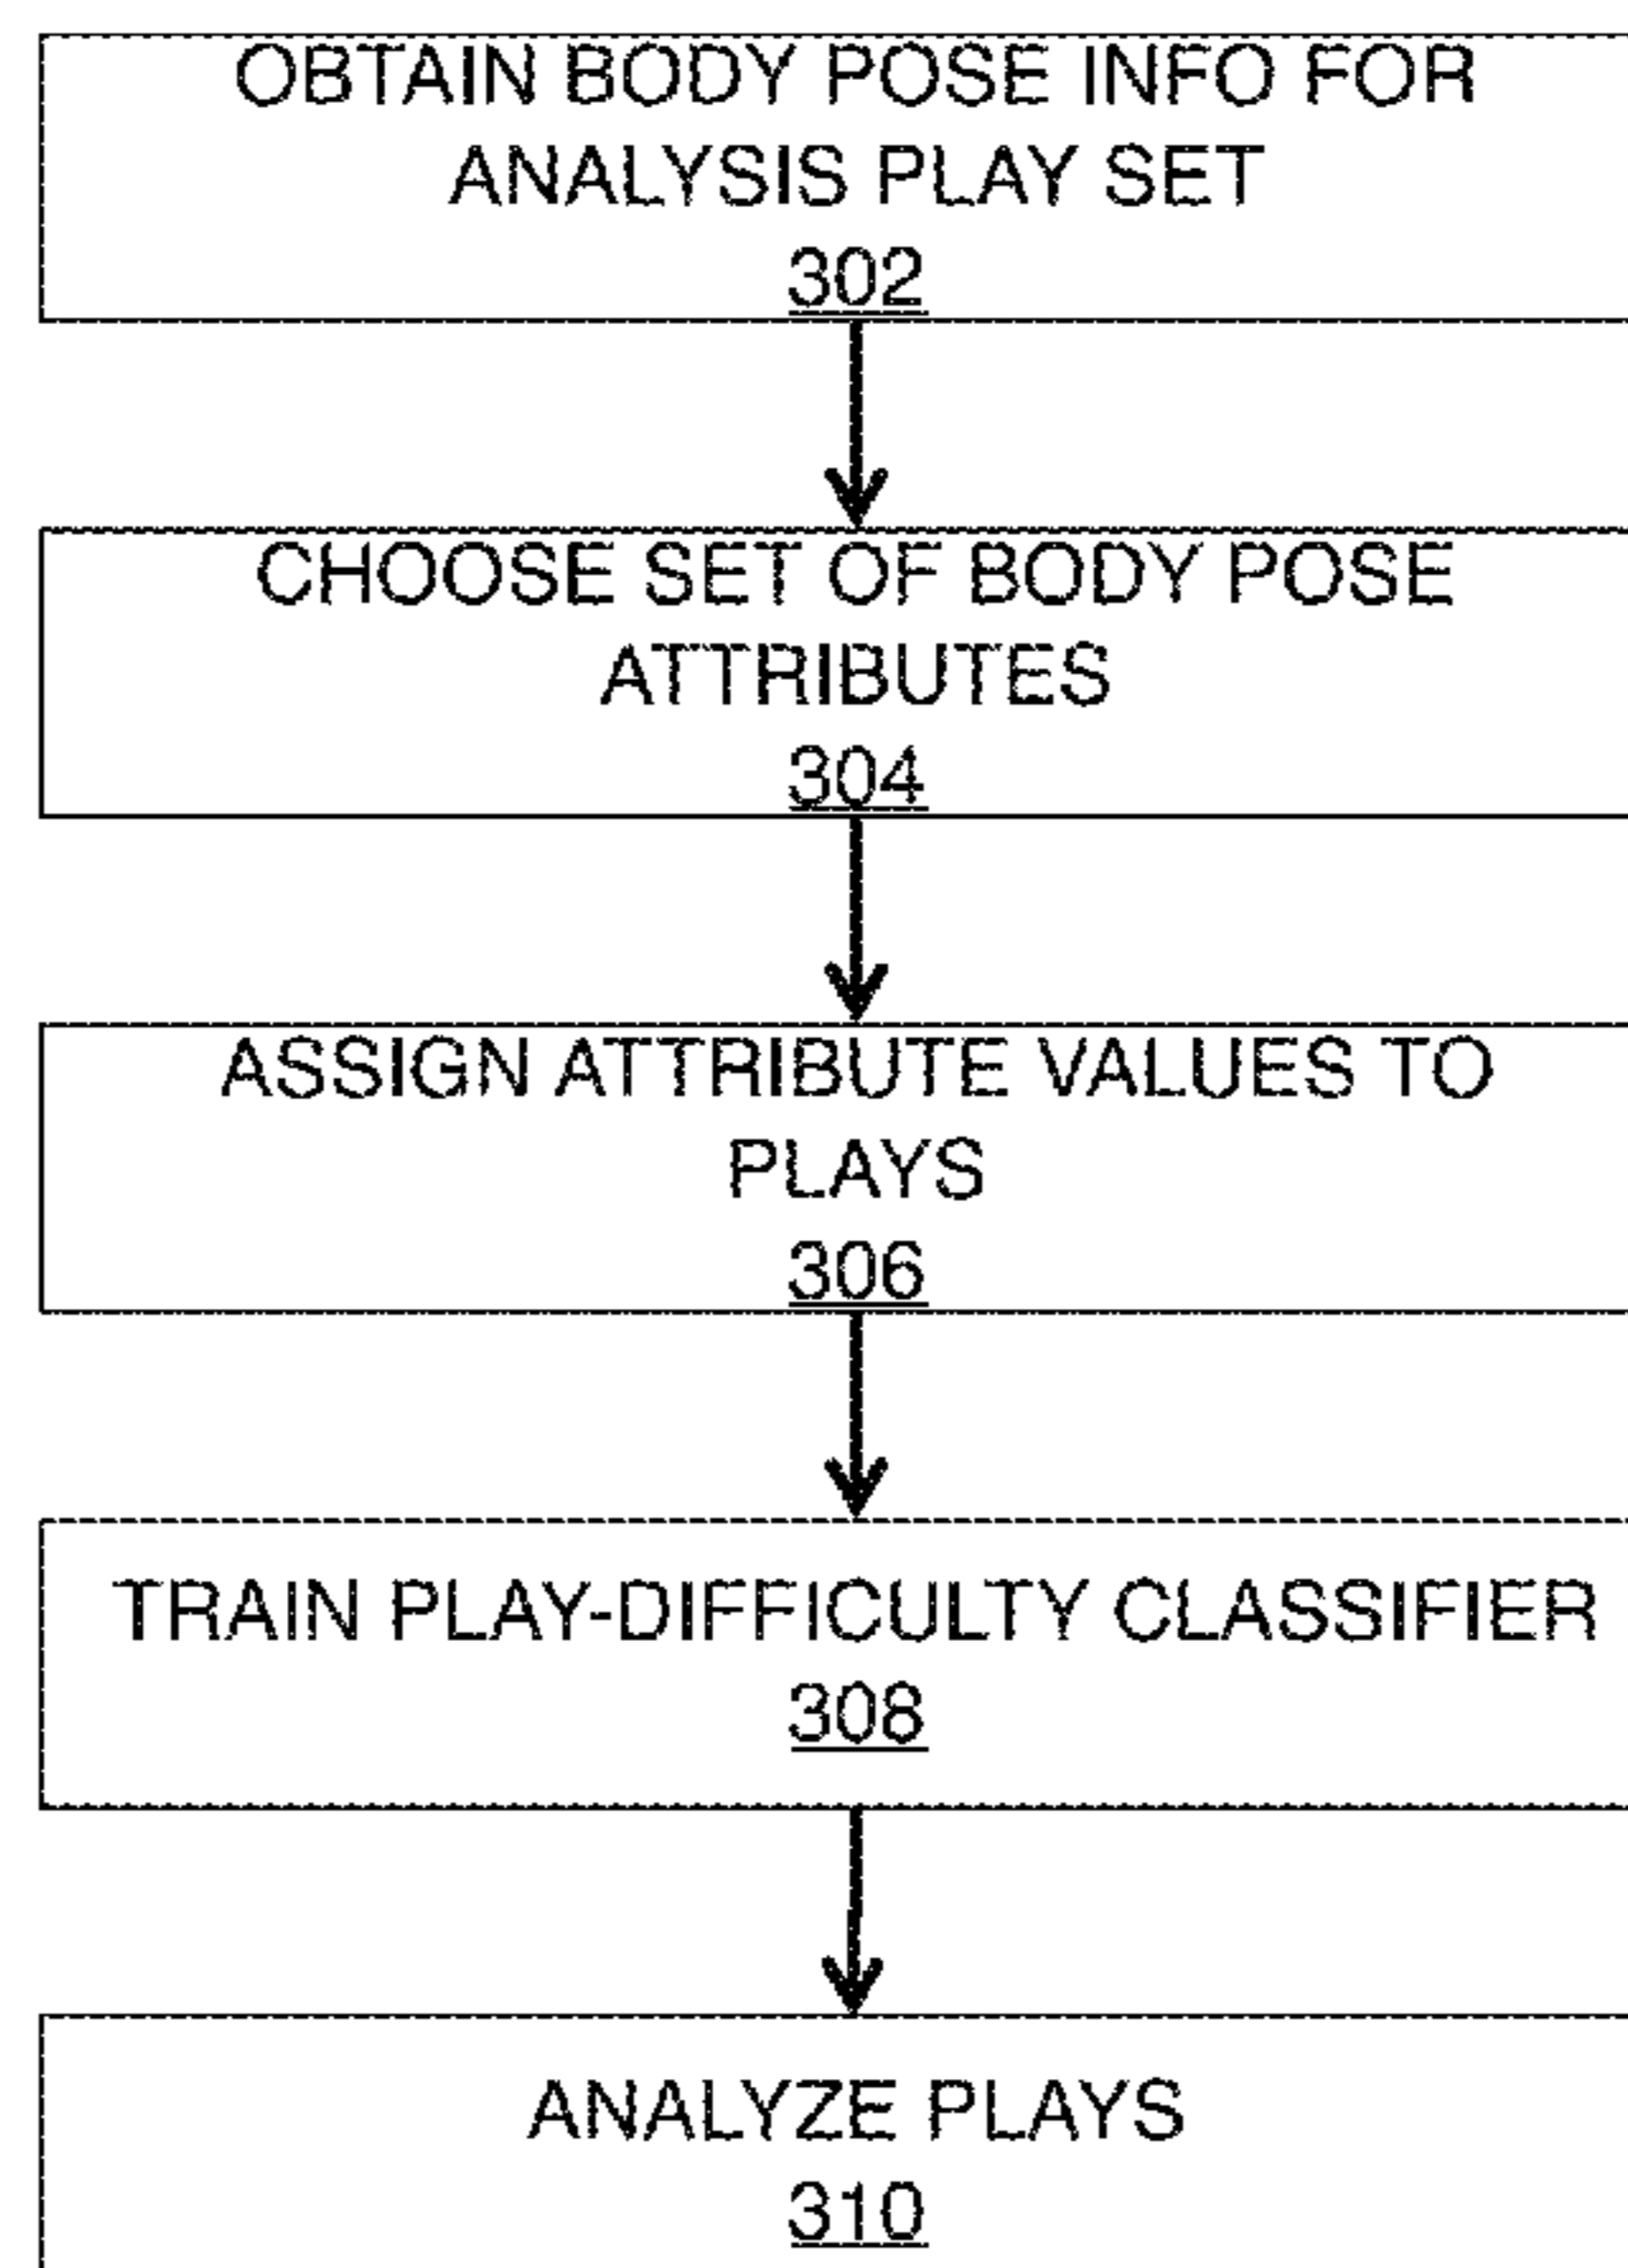 OBTAIN BODY POSE INFO FOR
ANALYSIS PLAY SET
302
CHOOSE SET OF BODY POSE
ATTRIBUTES
304
ASSIGN ATTRIBUTE VALUES TO
PLAYS
306
TRAIN PLAY-DIFFICULTY CLASSIFIER
308
ANALYZE PLAYS
310